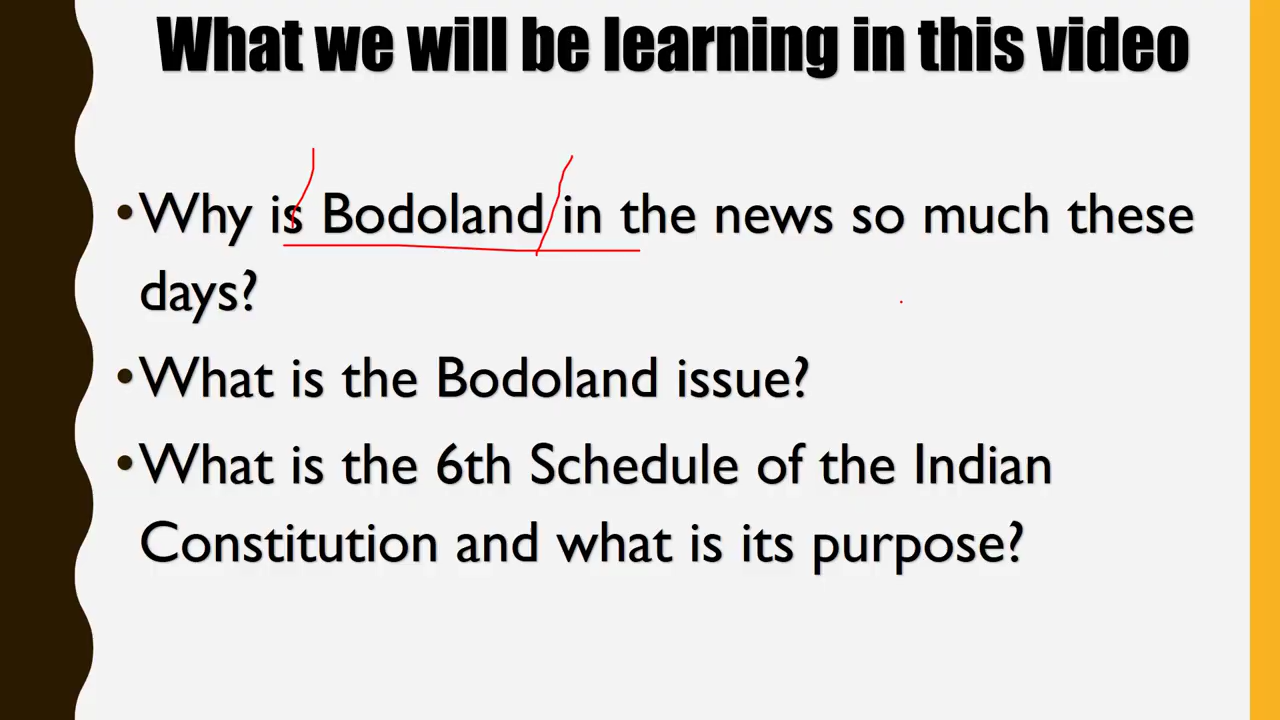 What we will be learning in this video
•Why is Bodoland in the news so much these
days?
•What is the Bodoland issue?
•What is the 6th Schedule of the Indian
Constitution and what is its purpose?